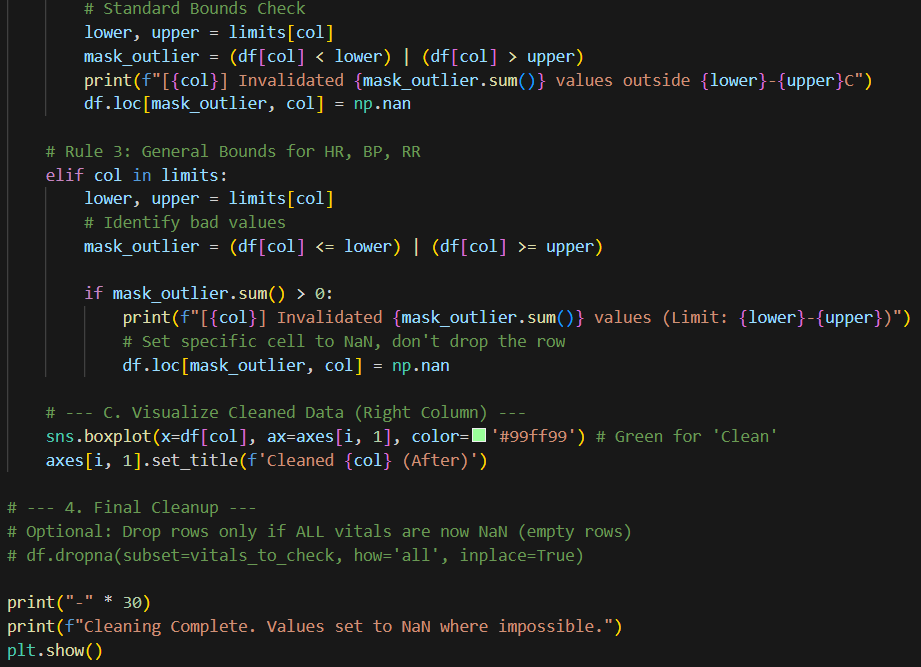 # Standard Bounds Check
        lower, upper = limits[col]
        mask_outlier = (df[col] < lower) | (df[col] > upper)
        print(f"[{col}] Invalidated {mask_outlier.sum()} values outside {lower}-{upper}C")
        df.loc[mask_outlier, col] = np.nan

    # Rule 3: General Bounds for HR, BP, RR
    elif col in limits:
        lower, upper = limits[col]
        # Identify bad values
        mask_outlier = (df[col] <= lower) | (df[col] >= upper)

        if mask_outlier.sum() > 0:
            print(f"[{col}] Invalidated {mask_outlier.sum()} values (Limit: {lower}-{upper})")
            # Set specific cell to NaN, don't drop the row
            df.loc[mask_outlier, col] = np.nan

    # --- C. Visualize Cleaned Data (Right Column) ---
    sns.boxplot(x=df[col], ax=axes[i, 1], color='#99ff99') # Green for 'Clean'
    axes[i, 1].set_title(f'Cleaned {col} (After)')

# --- 4. Final Cleanup ---
# Optional: Drop rows only if ALL vitals are now NaN (empty rows)
# df.dropna(subset=vitals_to_check, how='all', inplace=True)

print("-" * 30)
print(f"Cleaning Complete. Values set to NaN where impossible.")
plt.show()